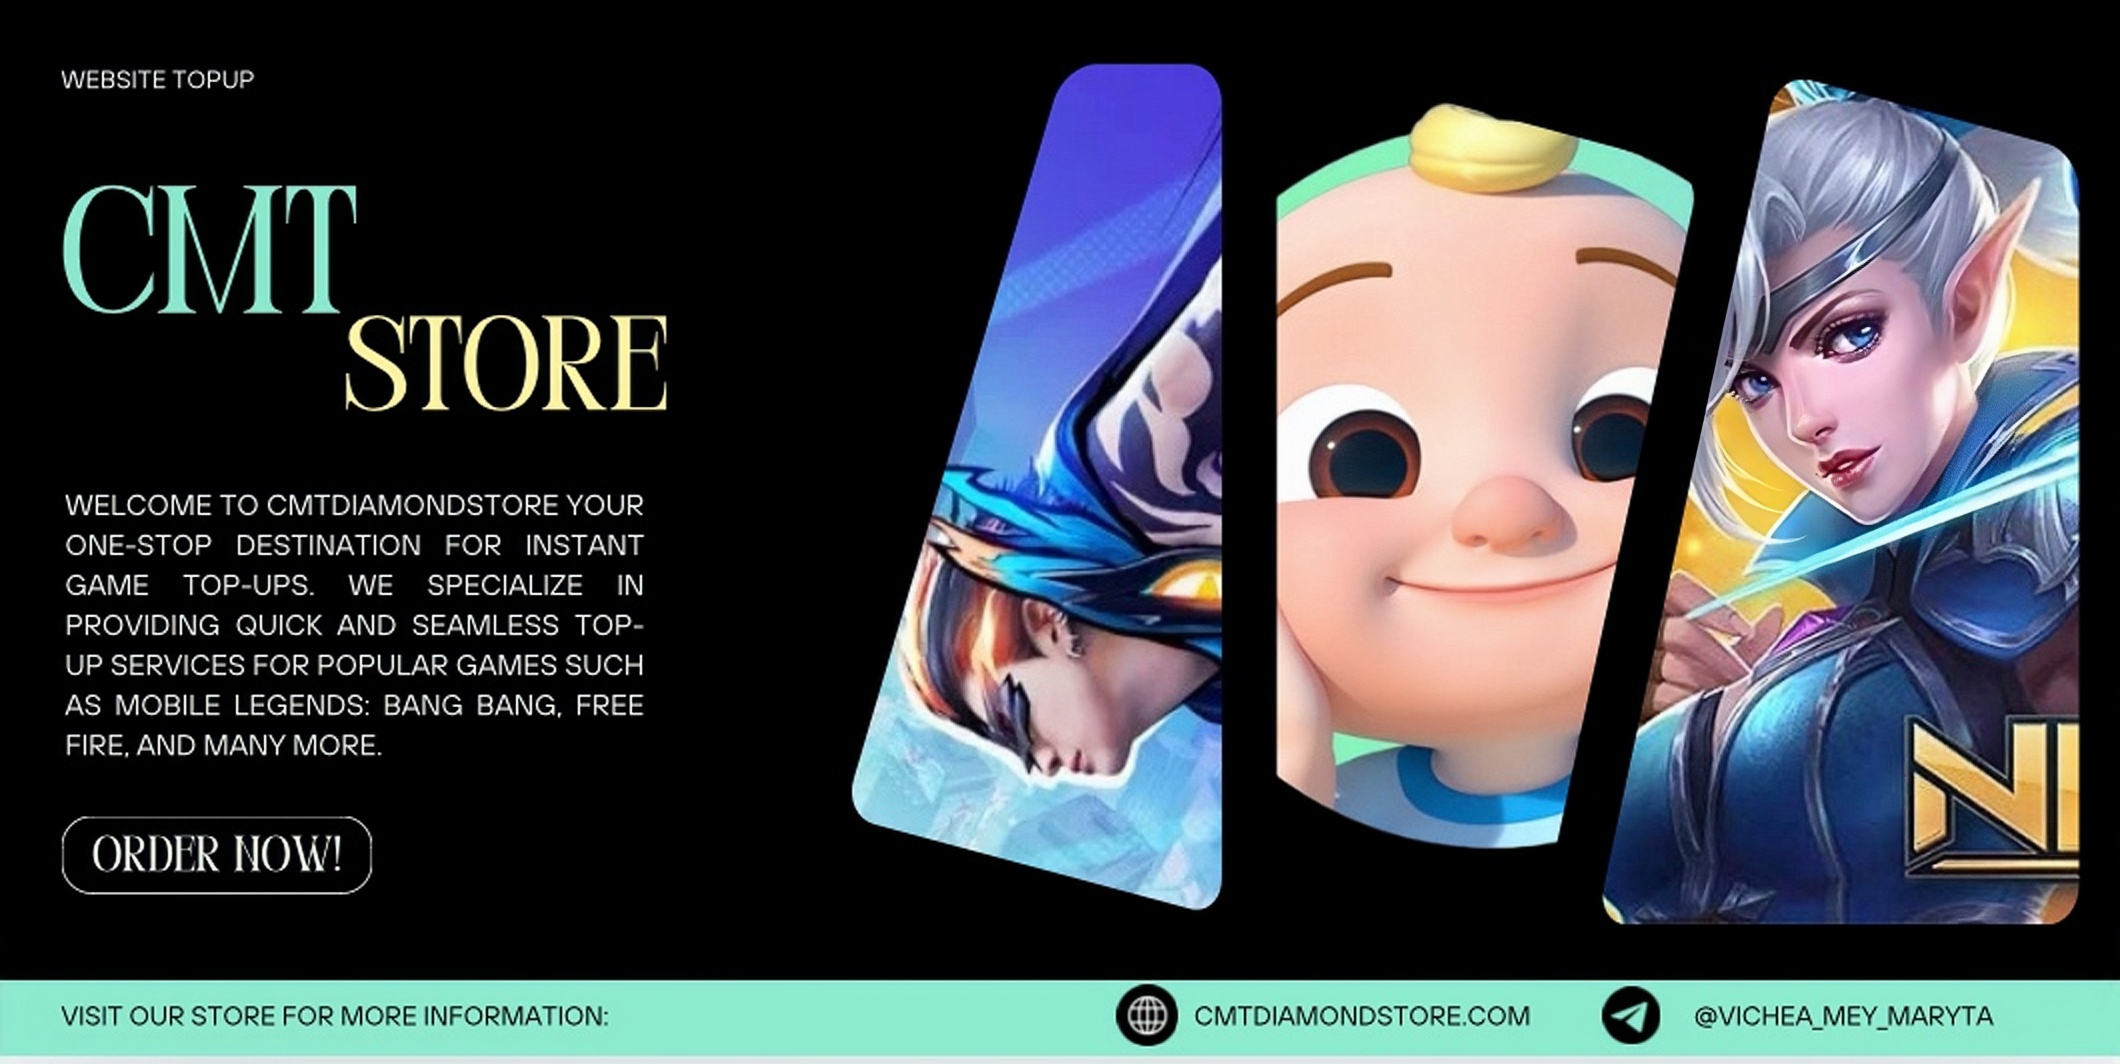 WEBSITE TOPUP
CMT
STORE
WELCOME TO CMTDIAMONDSTORE YOUR
ONE-STOP DESTINATION FOR INSTANT
GAME TOP-UPS. WE SPECIALIZE IN
PROVIDING QUICK AND SEAMLESS TOP-
UP SERVICES FOR POPULAR GAMES SUCH
AS MOBILE LEGENDS: BANG BANG, FREE
FIRE, AND MANY MORE.
ORDER NOW!
VISIT OUR STORE FOR MORE INFORMATION:
CMTDIAMONDSTORE.COM
@VICHEA_MEY_MARYTA